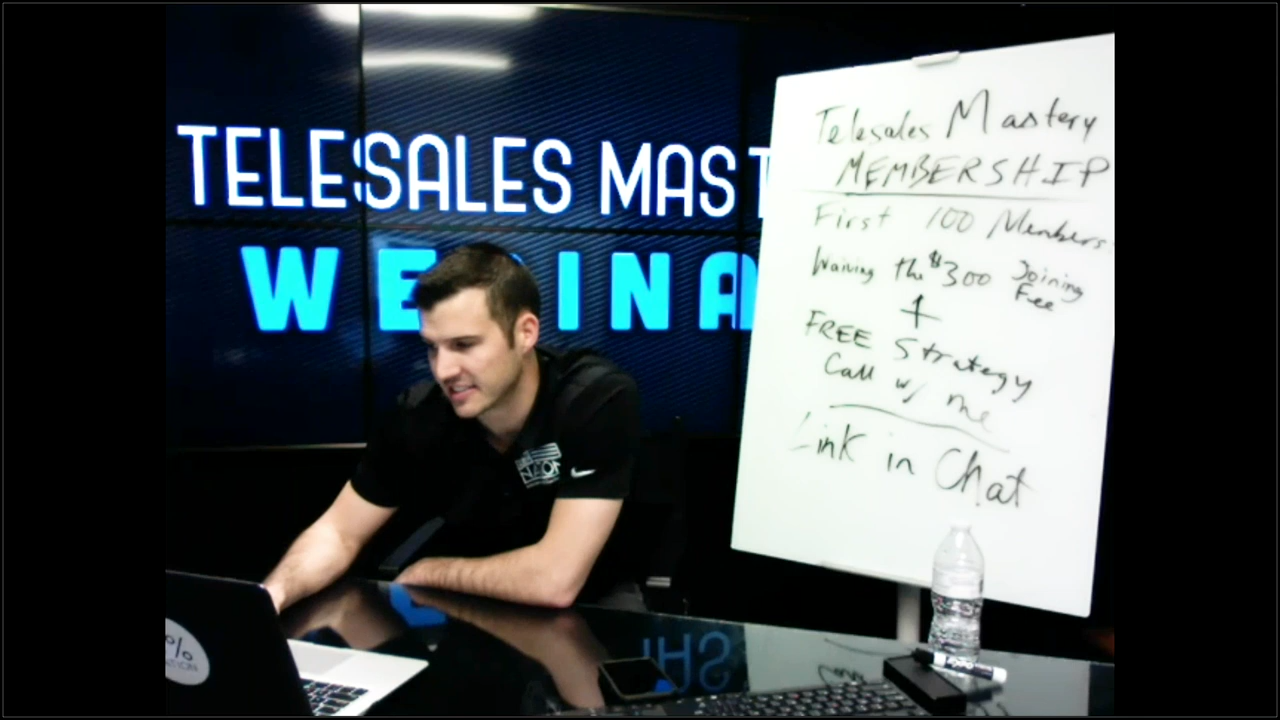 TELESALES MAST
WEBINA
Telesales Mastery
MEMBERSHIP
First 100 Members
Waiving the $300 Joining
Fee
+
FREE Strategy
Call w/ me
Link in Chat
%